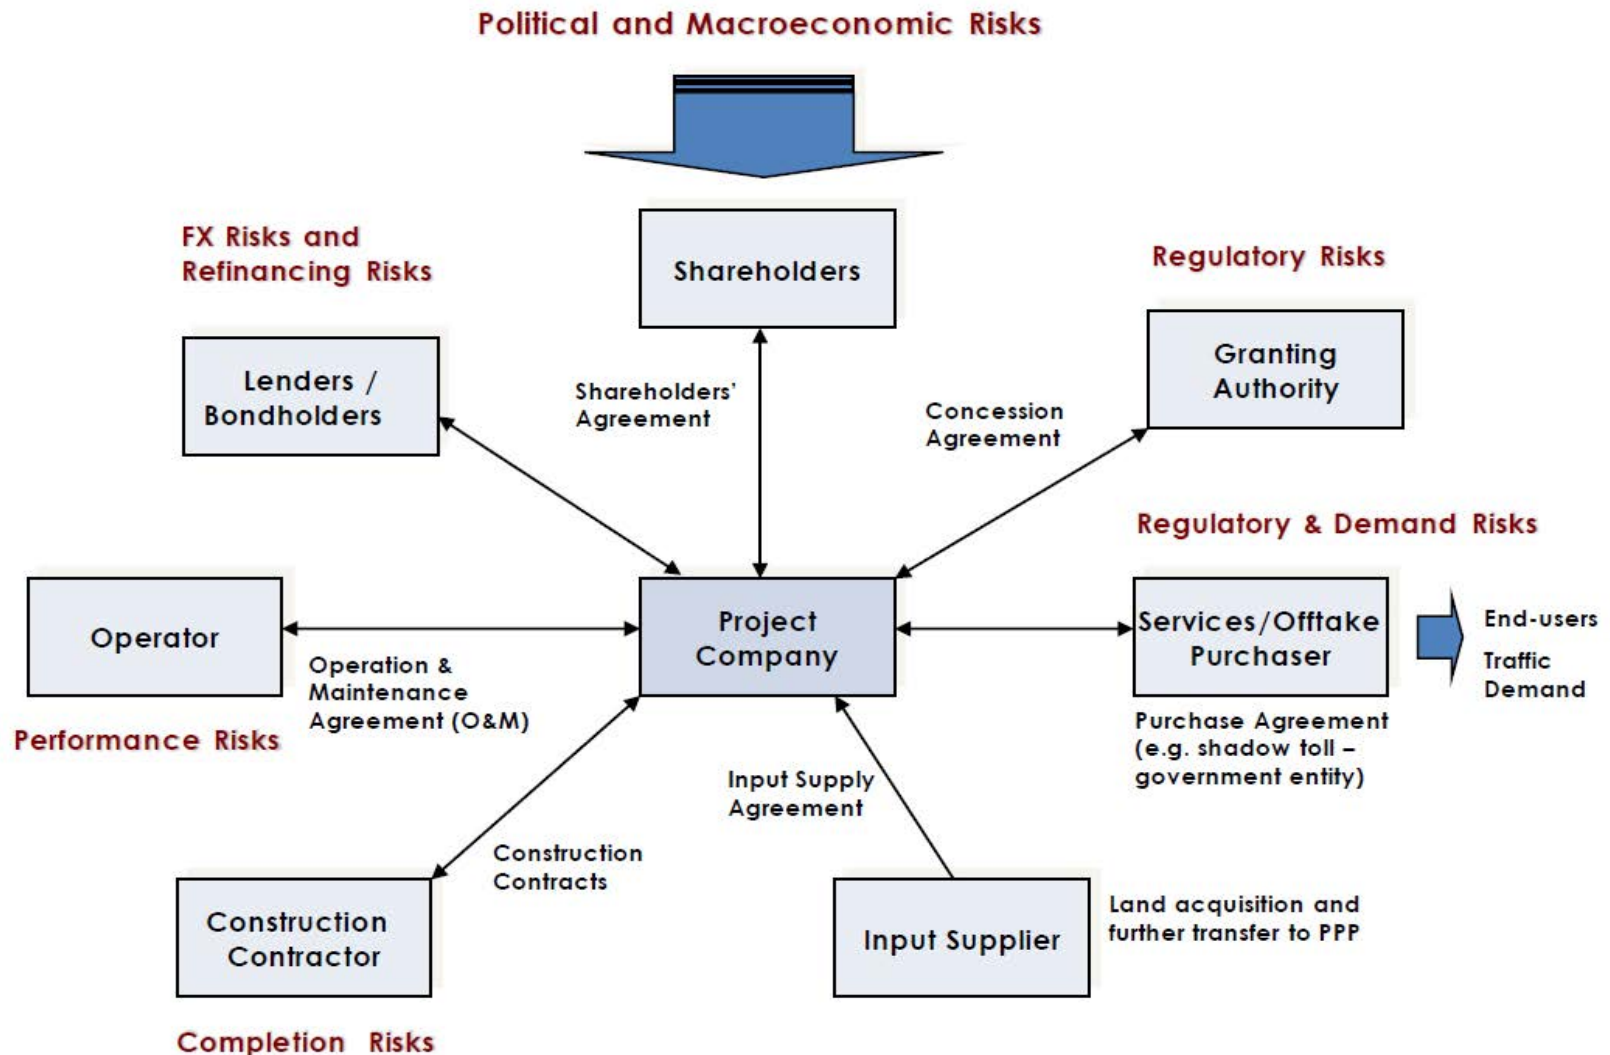 Political and Macroeconomic Risks
FX Risks and
Refinancing Risks
Shareholders
Regulatory Risks
Lenders /
Bondholders
Shareholders'
Agreement
Concession
Agreement
Granting
Authority
Regulatory & Demand Risks
Operator
Project
Company
Services/Offtake
Purchaser
End-users
Traffic
Demand
Operation &
Maintenance
Agreement (O&M)
Performance Risks
Purchase Agreement
(e.g. shadow toll –
government entity)
Input Supply
Agreement
Construction
Contracts
Construction
Contractor
Input Supplier
Land acquisition and
further transfer to PPP
Completion Risks